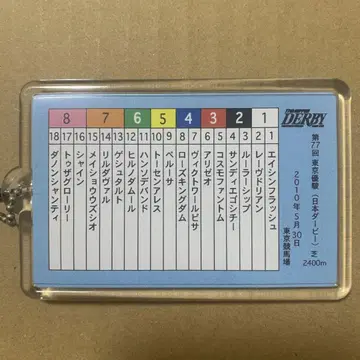 DERBY
第77回 東京優駿 (日本ダービー) 芝2400m
2010年5月30日
東京競馬場
8 7 6 5 4 3 2 1
1 エイシンフラッシュ
2 レーヴドリアン
3 ルーラーシップ
4 サンディエゴシチー
5 コスモファントム
6 アリゼオ
7 ヴィクトワールピサ
8 ローズキングダム
9 ペルーサ
10 トーセンアレス
11 ハンソデバンド
12 ヒルノダムール
13 ゲシュタルト
14 リルダヴァル
15 メイショウウズシオ
16 シャイン
17 トゥザグローリー
18 ダノンシャンティ